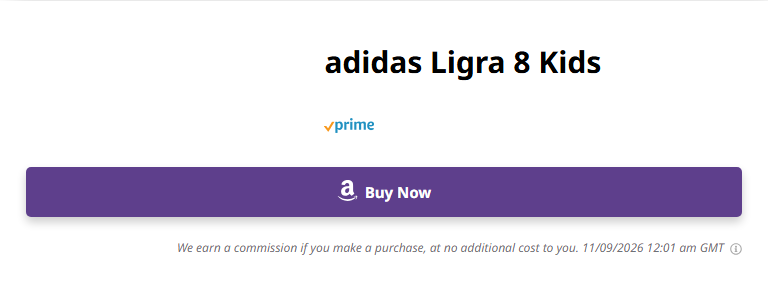 adidas Ligra 8 Kids
prime
a Buy Now
We earn a commission if you make a purchase, at no additional cost to you. 11/09/2026 12:01 am GMT